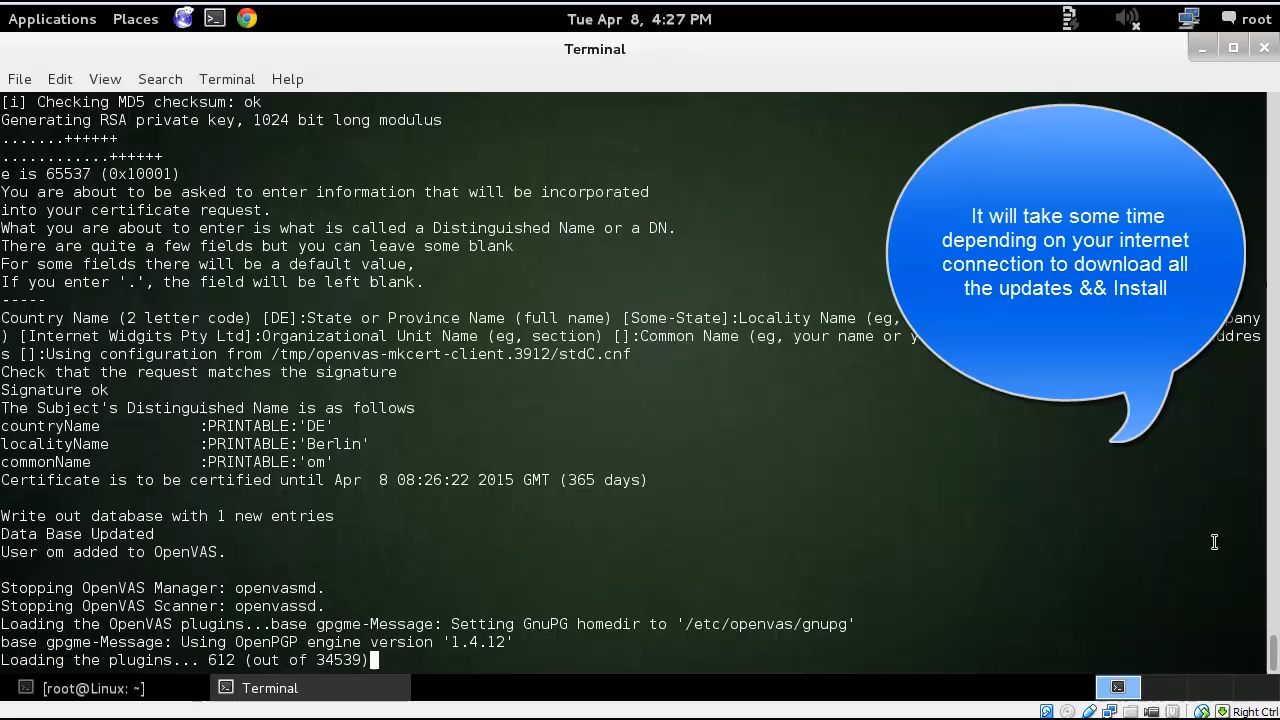 Applications Places Tue Apr 8, 4:27 PM root
Terminal
File Edit View Search Terminal Help
[i] Checking MD5 checksum: ok
Generating RSA private key, 1024 bit long modulus
.......++++++
............++++++
e is 65537 (0x10001)
You are about to be asked to enter information that will be incorporated
into your certificate request.
What you are about to enter is what is called a Distinguished Name or a DN.
There are quite a few fields but you can leave some blank
For some fields there will be a default value,
If you enter '.', the field will be left blank.
-----
Country Name (2 letter code) [DE]:State or Province Name (full name) [Some-State]:Locality Name (eg,
) [Internet Widgits Pty Ltd]:Organizational Unit Name (eg, section) []:Common Name (eg, your name or
s []:Using configuration from /tmp/openvas-mkcert-client.3912/stdC.cnf
Check that the request matches the signature
Signature ok
The Subject's Distinguished Name is as follows
countryName :PRINTABLE:'DE'
localityName :PRINTABLE:'Berlin'
commonName :PRINTABLE:'om'
Certificate is to be certified until Apr 8 08:26:22 2015 GMT (365 days)
Write out database with 1 new entries
Data Base Updated
User om added to OpenVAS.
Stopping OpenVAS Manager: openvasmd.
Stopping OpenVAS Scanner: openvassd.
Loading the OpenVAS plugins...base gpgme-Message: Setting GnuPG homedir to '/etc/openvas/gnupg'
base gpgme-Message: Using OpenPGP engine version '1.4.12'
Loading the plugins... 612 (out of 34539)
It will take some time
depending on your internet
connection to download all
the updates && Install
[root@Linux: ~] Terminal
Right Ctrl